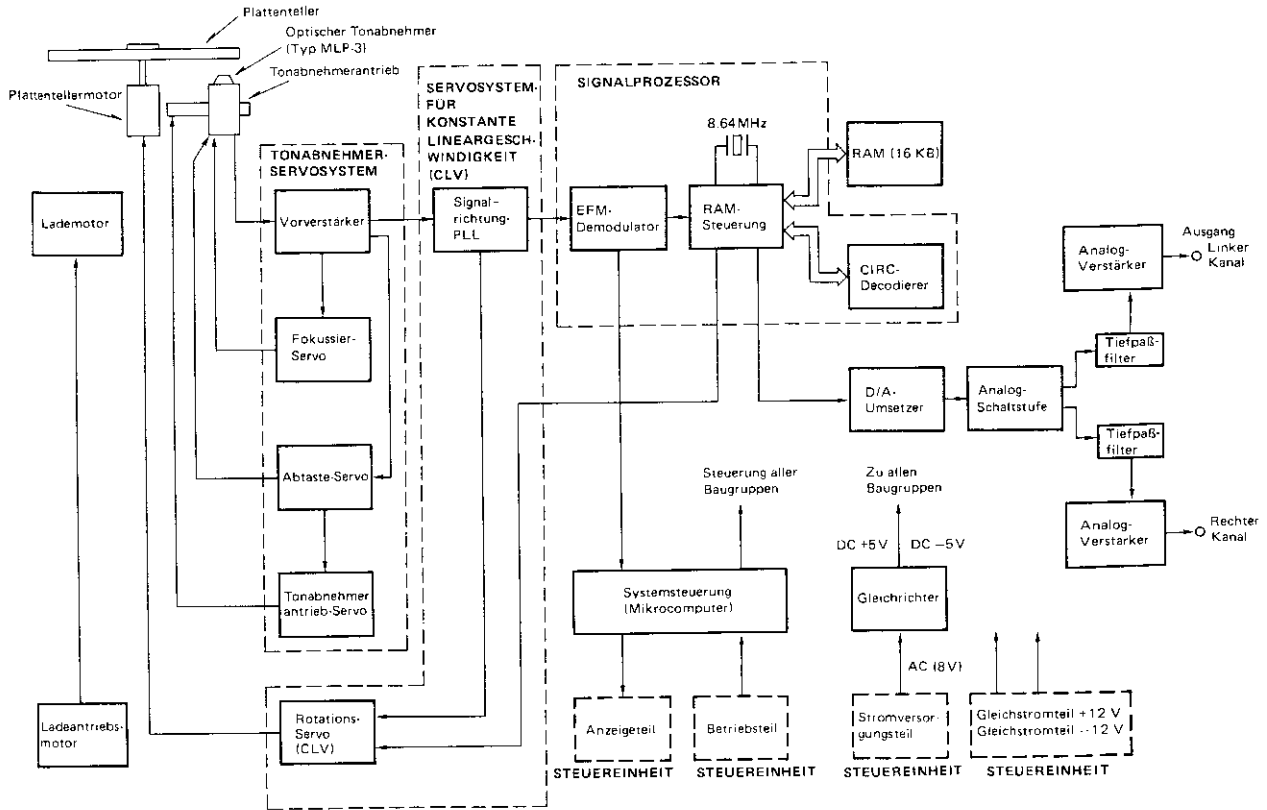 Plattenteller
Optischer Tonabnehmer
(Typ MLP-3)
Tonabnehmerantrieb
Plattentellermotor
SERVOSYSTEM-
FÜR
KONSTANTE
LINEARGESCH-
WINDIGKEIT
(CLV)
SIGNALPROZESSOR
8.64MHz
TONABNEHMER-
SERVOSYSTEM
Lademotor
Vorverstärker
Signal-
richtung-
PLL
EFM-
Demodulator
RAM-
Steuerung
RAM (16 KB)
CIRC-
Decodierer
Analog-
Verstärker
Ausgang
Linker
Kanal
Fokussier-
Servo
Tiefpaß-
filter
D/A-
Umsetzer
Analog-
Schaltstufe
Tiefpaß-
filter
Abtaste-Servo
Steuerung aller
Baugruppen
Zu allen
Baugruppen
Analog-
Verstarker
Rechter
Kanal
DC +5V
DC −5V
Tonabnehmer
antrieb-Servo
Systemsteuerung
(Mikrocomputer)
Gleichrichter
AC (8V)
Ladeantriebs-
motor
Rotations-
Servo
(CLV)
Anzeigeteil
Betriebsteil
Stromversor-
gungsteil
Gleichstromteil +12 V
Gleichstromteil --12 V
STEUEREINHEIT
STEUEREINHEIT
STEUEREINHEIT
STEUEREINHEIT